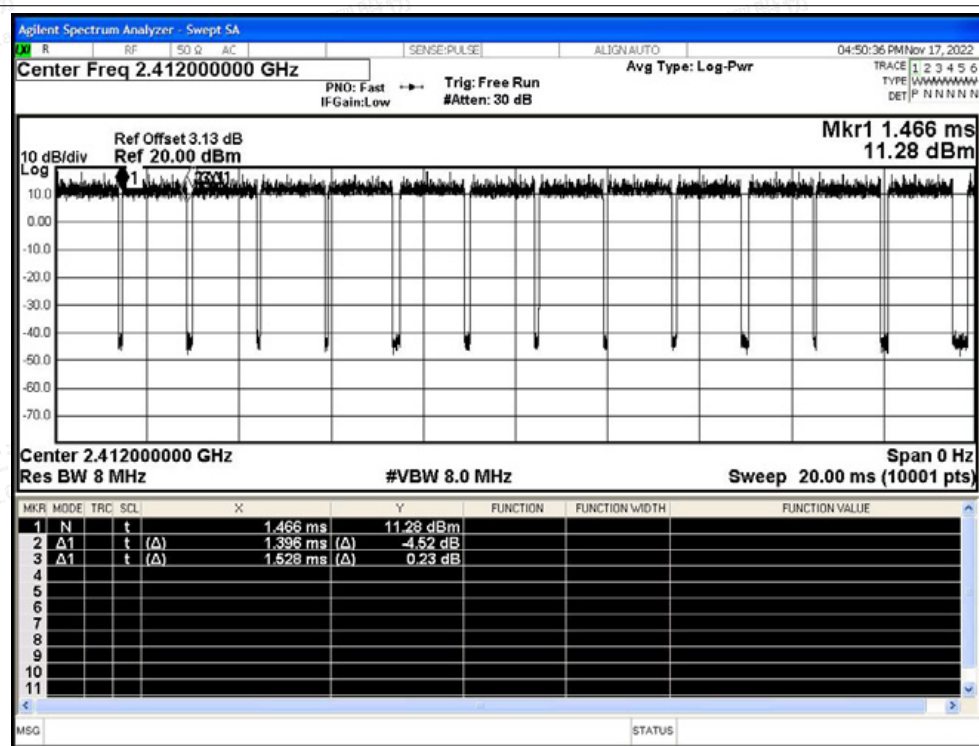 Agilent Spectrum Analyzer - Swept SA
R RF 50 Ω AC SENSE:PULSE ALIGNAUTO 04:50:36 PMNov 17, 2022
Center Freq 2.412000000 GHz Avg Type: Log-Pwr TRACE 1 2 3 4 5 6
PNO: Fast Trig: Free Run TYPE WWWWWW
IFGain:Low #Atten: 30 dB DET P N N N N N
Ref Offset 3.13 dB Mkr1 1.466 ms
10 dB/div Ref 20.00 dBm 11.28 dBm
Log
1
10.0
0.00
-10.0
-20.0
-30.0
-40.0
-50.0
-60.0
-70.0
Center 2.412000000 GHz Span 0 Hz
Res BW 8 MHz #VBW 8.0 MHz Sweep 20.00 ms (10001 pts)
MKR MODE TRC SCL X Y FUNCTION FUNCTION WIDTH FUNCTION VALUE
1 N t 1.466 ms 11.28 dBm
2 Δ1 t (Δ) 1.396 ms (Δ) -4.52 dB
3 Δ1 t (Δ) 1.528 ms (Δ) 0.23 dB
4
5
6
7
8
9
10
11
MSG STATUS